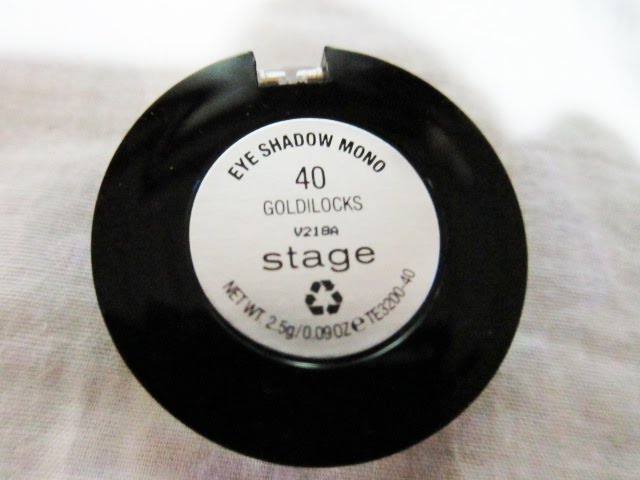 EYE SHADOW MONO
40
GOLDILOCKS
V218A
stage
NET WT. 2.5g/0.09OZ℮TE3200-40